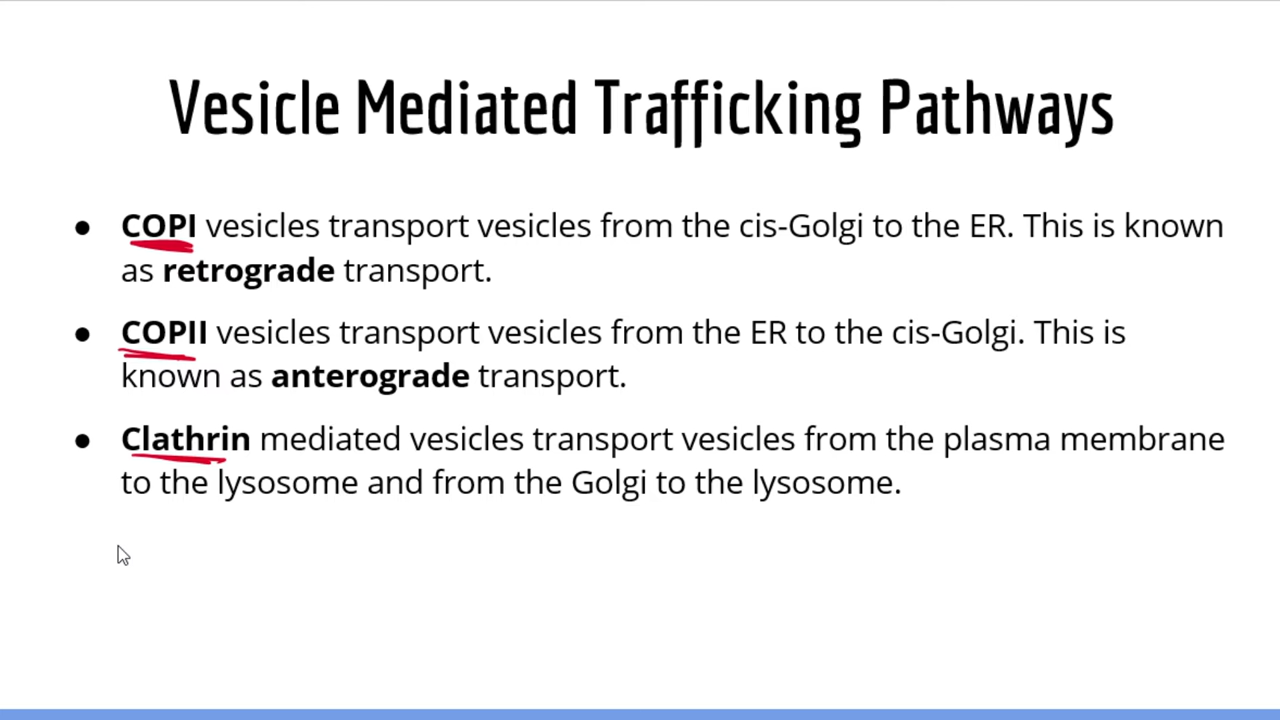 Vesicle Mediated Trafficking Pathways
● COPI vesicles transport vesicles from the cis-Golgi to the ER. This is known
as retrograde transport.
● COPII vesicles transport vesicles from the ER to the cis-Golgi. This is
known as anterograde transport.
● Clathrin mediated vesicles transport vesicles from the plasma membrane
to the lysosome and from the Golgi to the lysosome.